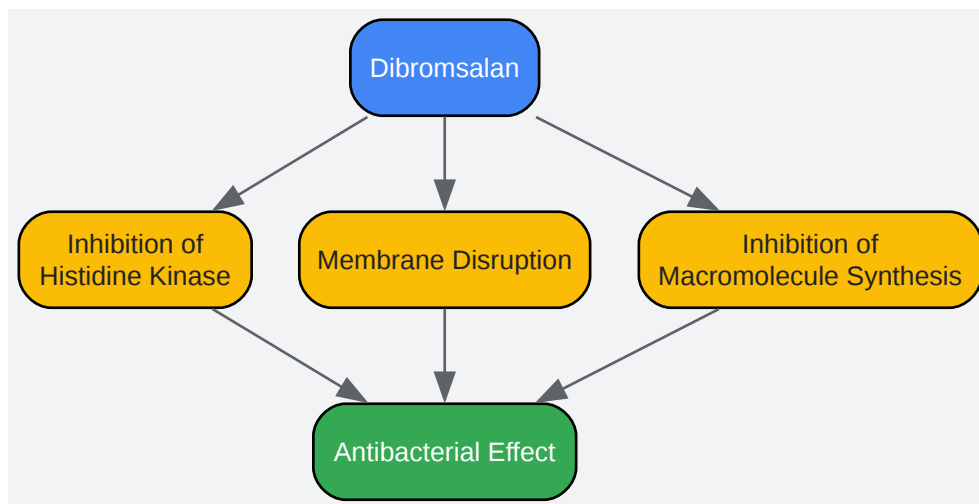 Dibromsalan
Inhibition of
Histidine Kinase
Membrane Disruption
Inhibition of
Macromolecule Synthesis
Antibacterial Effect